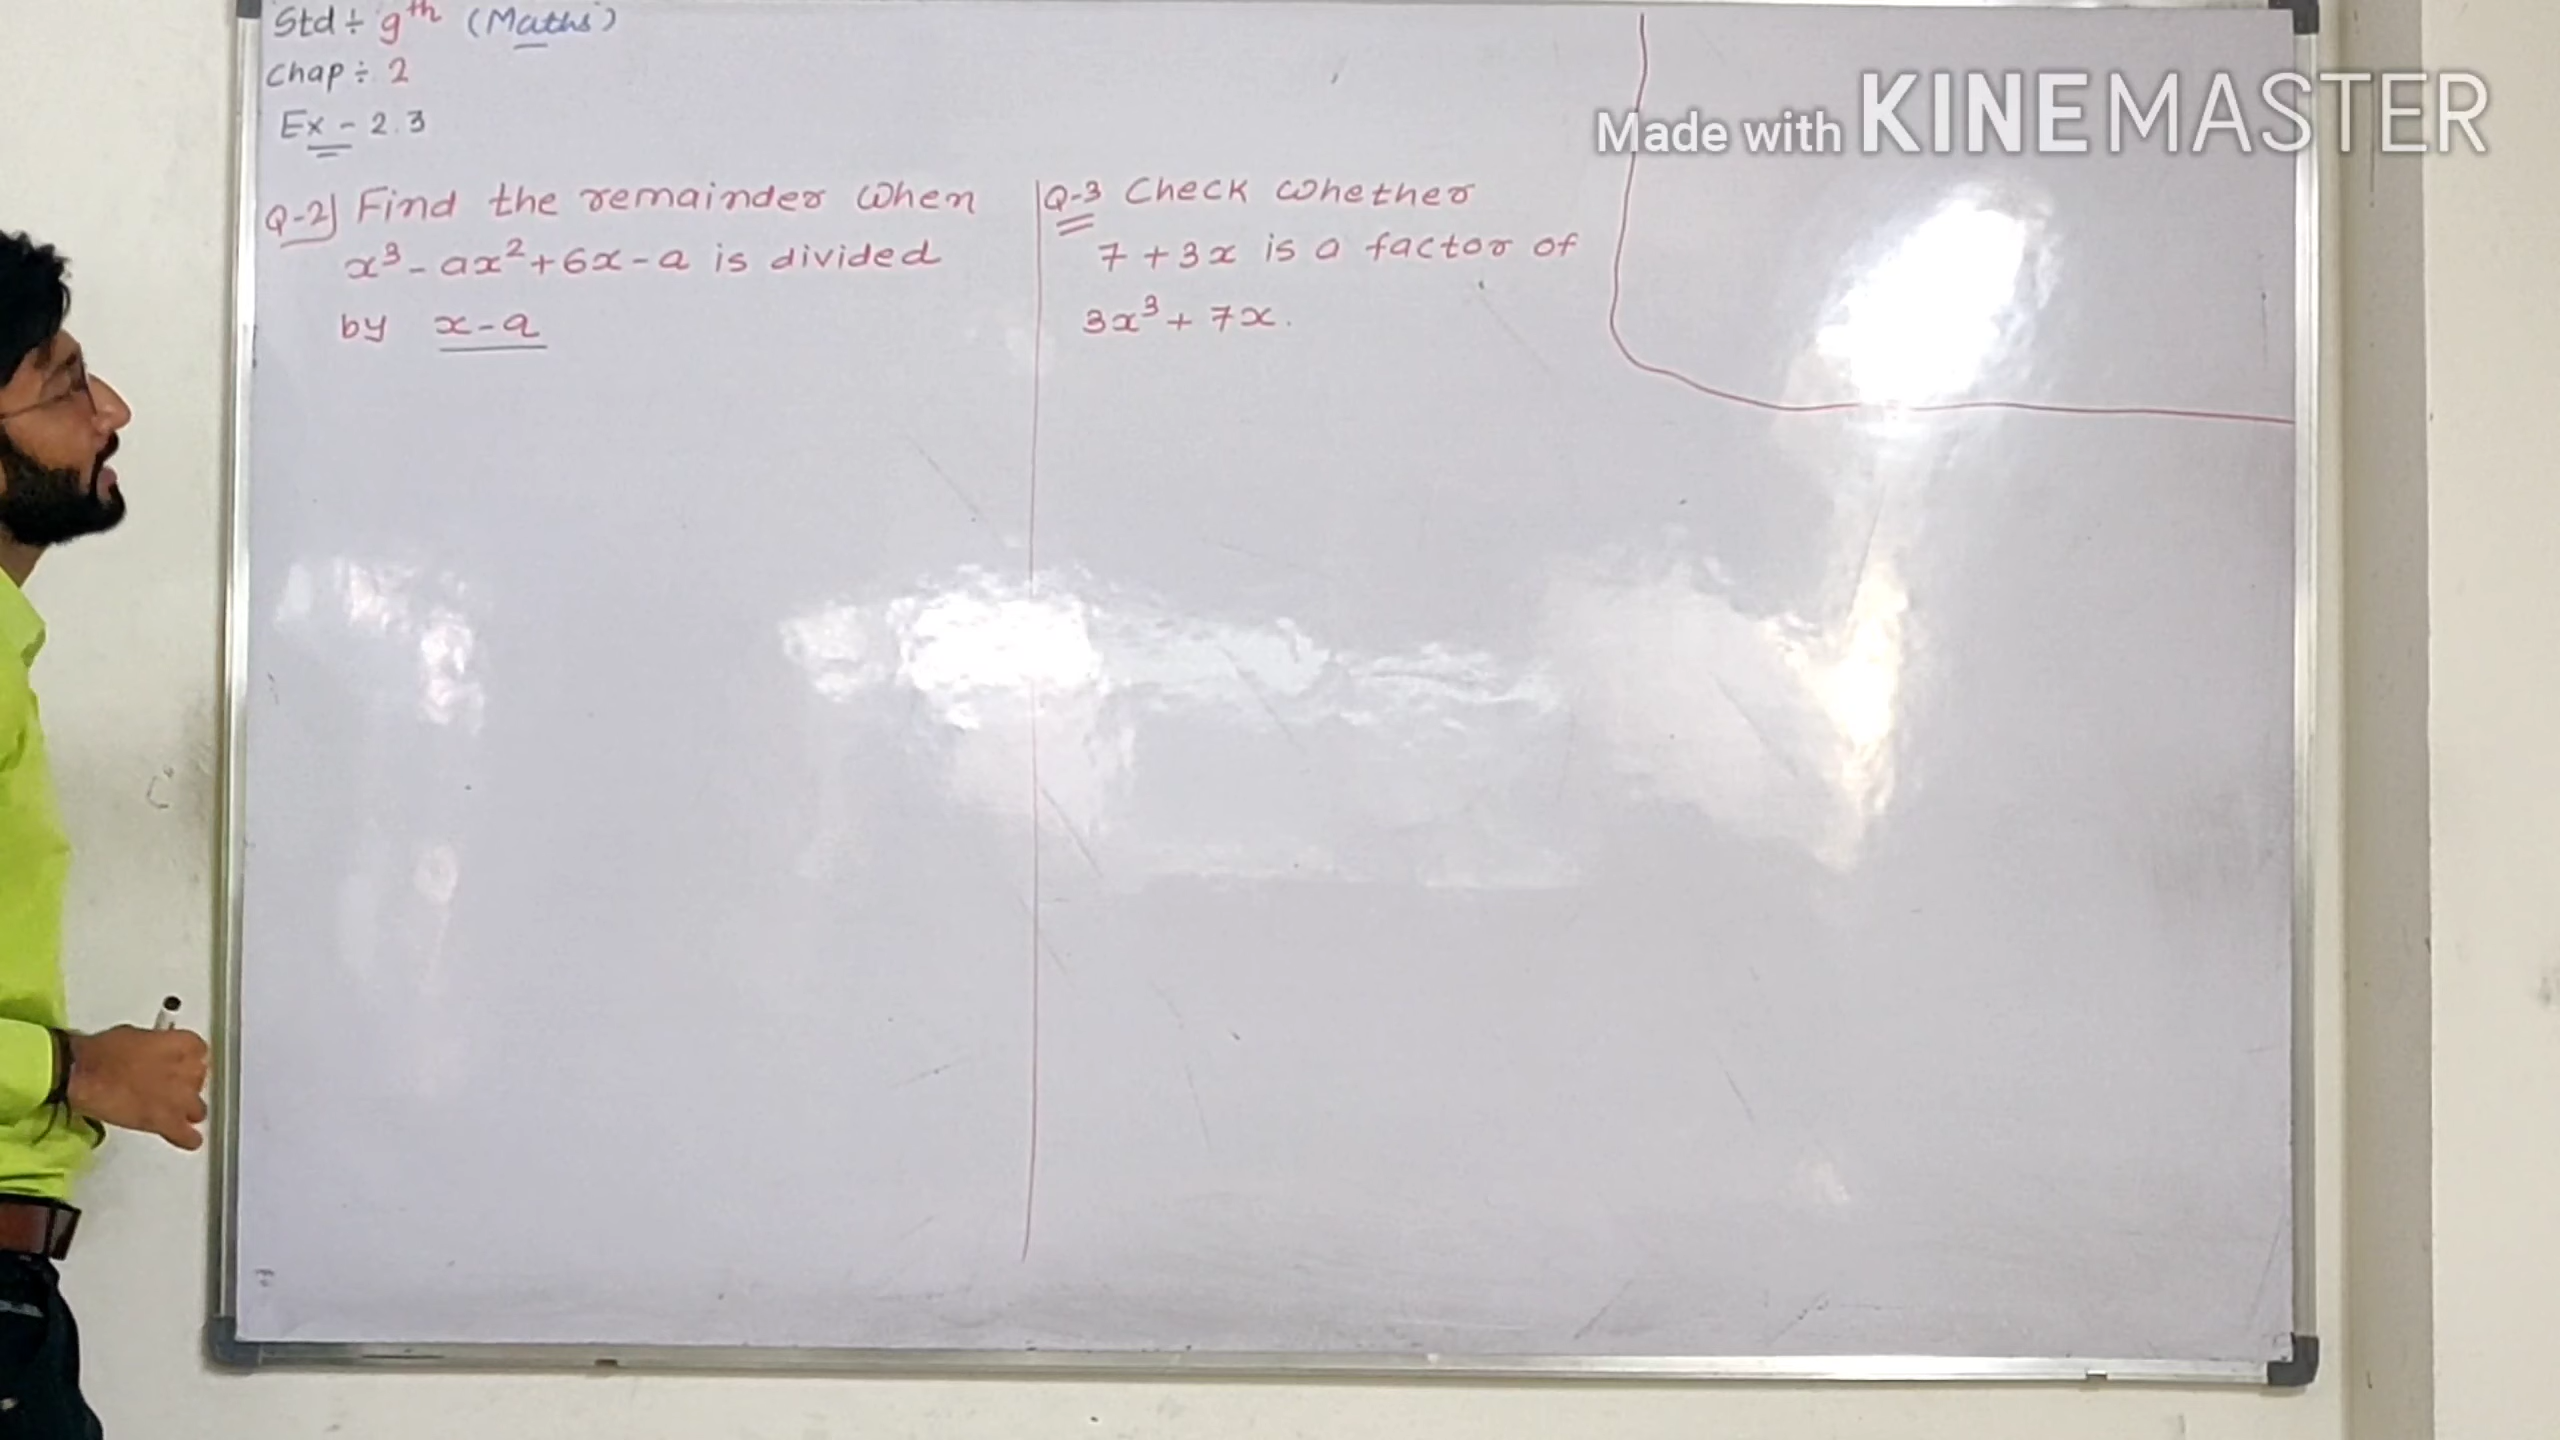 Std ÷ 9th (Maths)
Chap ÷ 2
Ex - 2.3
Made with KINEMASTER
Q-2) Find the remainder when
x³ - ax² + 6x - a is divided
by x - a
Q-3 Check whether
7 + 3x is a factor of
3x³ + 7x.